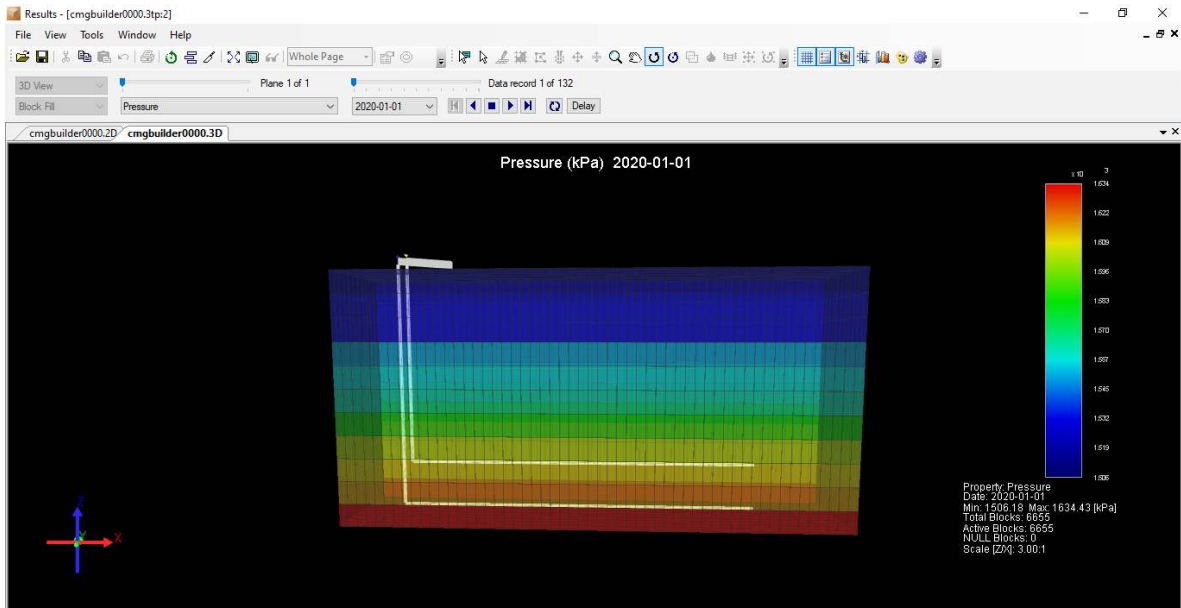 Results - [cmgbuilder0000.3tp:2]
File View Tools Window Help
Whole Page
3D View
Plane 1 of 1
Data record 1 of 132
Block Fill
Pressure
2020-01-01
Delay
cmgbuilder0000.2D cmgbuilder0000.3D
Pressure (kPa) 2020-01-01
x 10 3
1.634
1.622
1.609
1.596
1.583
1.570
1.557
1.545
1.532
1.519
1.506
Property: Pressure
Date: 2020-01-01
Min: 1506.18 Max: 1634.43 [kPa]
Total Blocks: 6655
Active Blocks: 6655
NULL Blocks: 0
Scale [Z/X]: 3.00:1
Z
Y
X